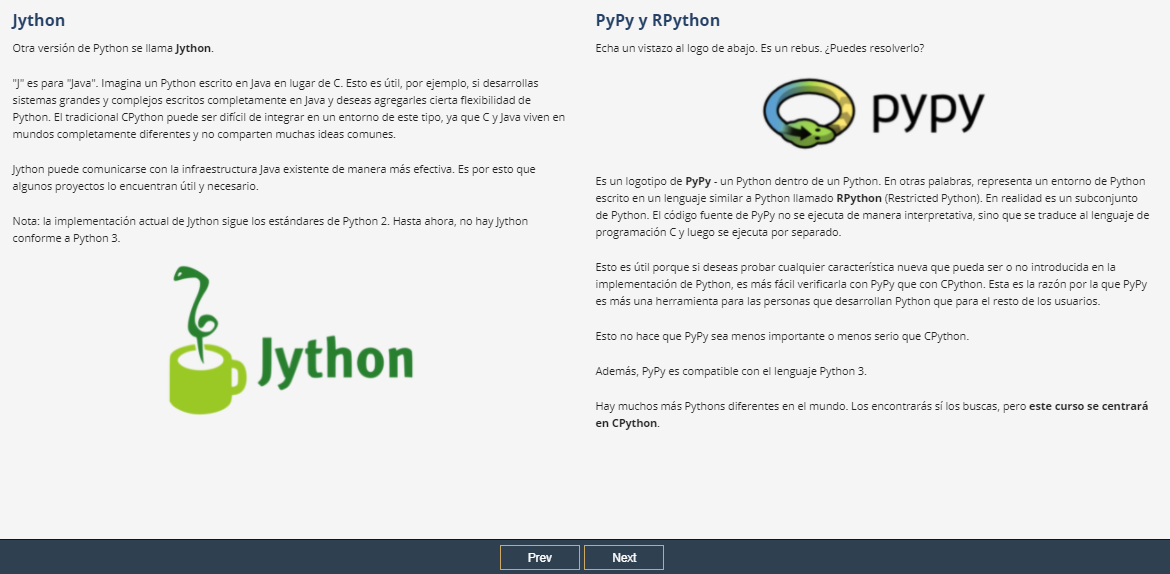 Jython
Otra versión de Python se llama Jython.
"J" es para "Java". Imagina un Python escrito en Java en lugar de C. Esto es útil, por ejemplo, si desarrollas
sistemas grandes y complejos escritos completamente en Java y deseas agregarles cierta flexibilidad de
Python. El tradicional CPython puede ser difícil de integrar en un entorno de este tipo, ya que C y Java viven en
mundos completamente diferentes y no comparten muchas ideas comunes.
Jython puede comunicarse con la infraestructura Java existente de manera más efectiva. Es por esto que
algunos proyectos lo encuentran útil y necesario.
Nota: la implementación actual de Jython sigue los estándares de Python 2. Hasta ahora, no hay Jython
conforme a Python 3.
Jython
PyPy y RPython
Echa un vistazo al logo de abajo. Es un rebus. ¿Puedes resolverlo?
pypy
Es un logotipo de PyPy - un Python dentro de un Python. En otras palabras, representa un entorno de Python
escrito en un lenguaje similar a Python llamado RPython (Restricted Python). En realidad es un subconjunto
de Python. El código fuente de PyPy no se ejecuta de manera interpretativa, sino que se traduce al lenguaje de
programación C y luego se ejecuta por separado.
Esto es útil porque si deseas probar cualquier característica nueva que pueda ser o no introducida en la
implementación de Python, es más fácil verificarla con PyPy que con CPython. Esta es la razón por la que PyPy
es más una herramienta para las personas que desarrollan Python que para el resto de los usuarios.
Esto no hace que PyPy sea menos importante o menos serio que CPython.
Además, PyPy es compatible con el lenguaje Python 3.
Hay muchos más Pythons diferentes en el mundo. Los encontrarás sí los buscas, pero este curso se centrará
en CPython.
Prev
Next